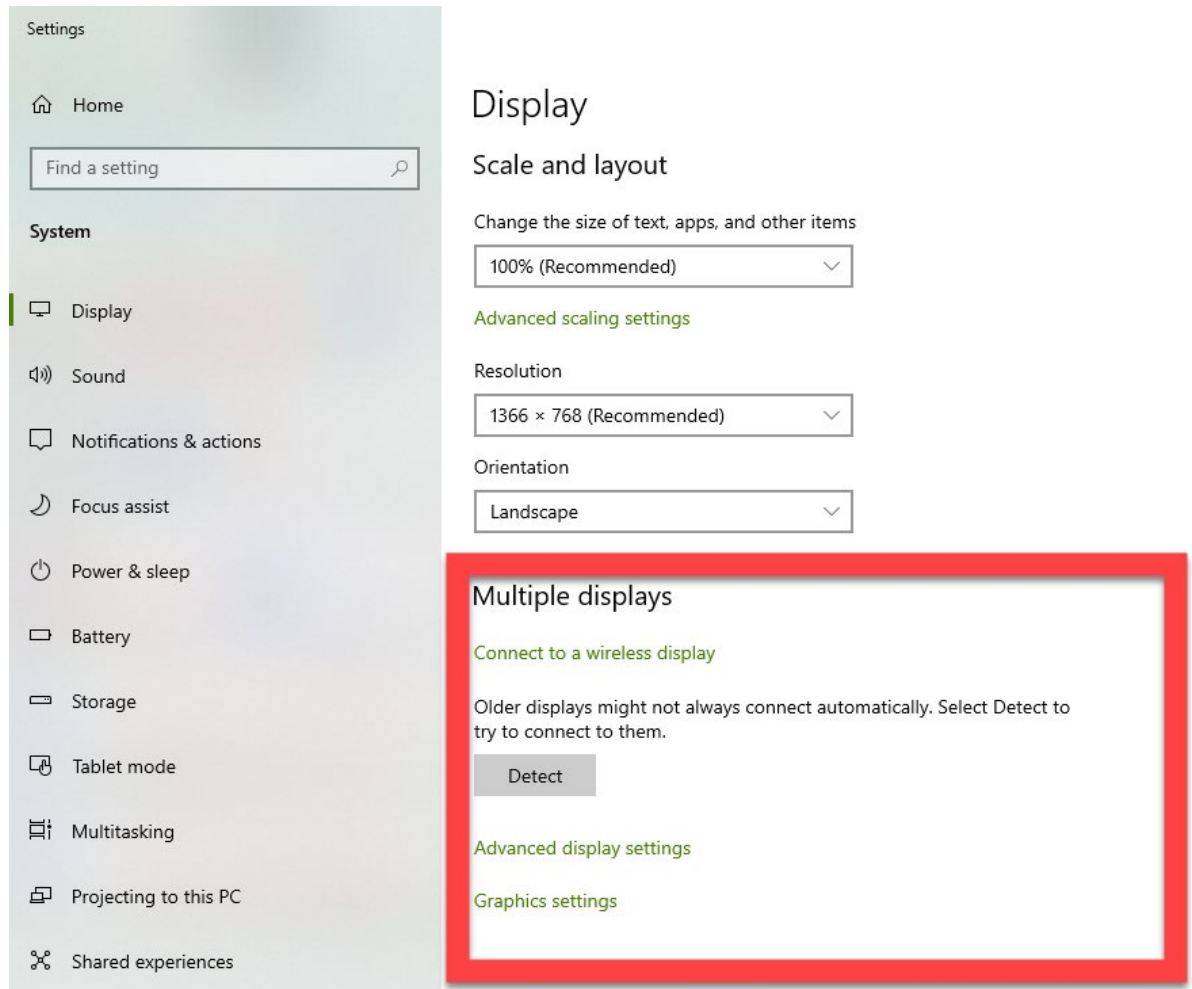 Settings
Home
Find a setting
System
Display
Sound
Notifications & actions
Focus assist
Power & sleep
Battery
Storage
Tablet mode
Multitasking
Projecting to this PC
Shared experiences
Display
Scale and layout
Change the size of text, apps, and other items
100% (Recommended)
Advanced scaling settings
Resolution
1366 × 768 (Recommended)
Orientation
Landscape
Multiple displays
Connect to a wireless display
Older displays might not always connect automatically. Select Detect to
try to connect to them.
Detect
Advanced display settings
Graphics settings